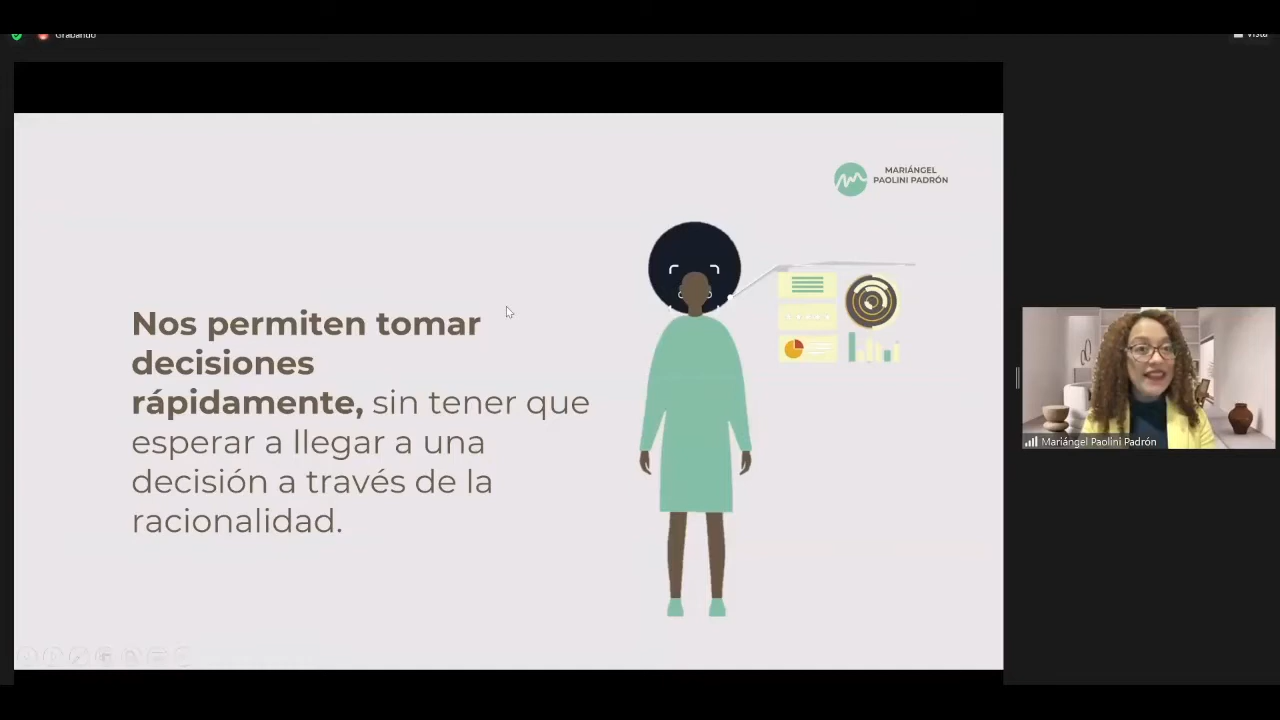 Grabando
Vista
MARIÁNGEL
PAOLINI PADRÓN
Nos permiten tomar
decisiones
rápidamente, sin tener que
esperar a llegar a una
decisión a través de la
racionalidad.
Mariángel Paolini Padrón